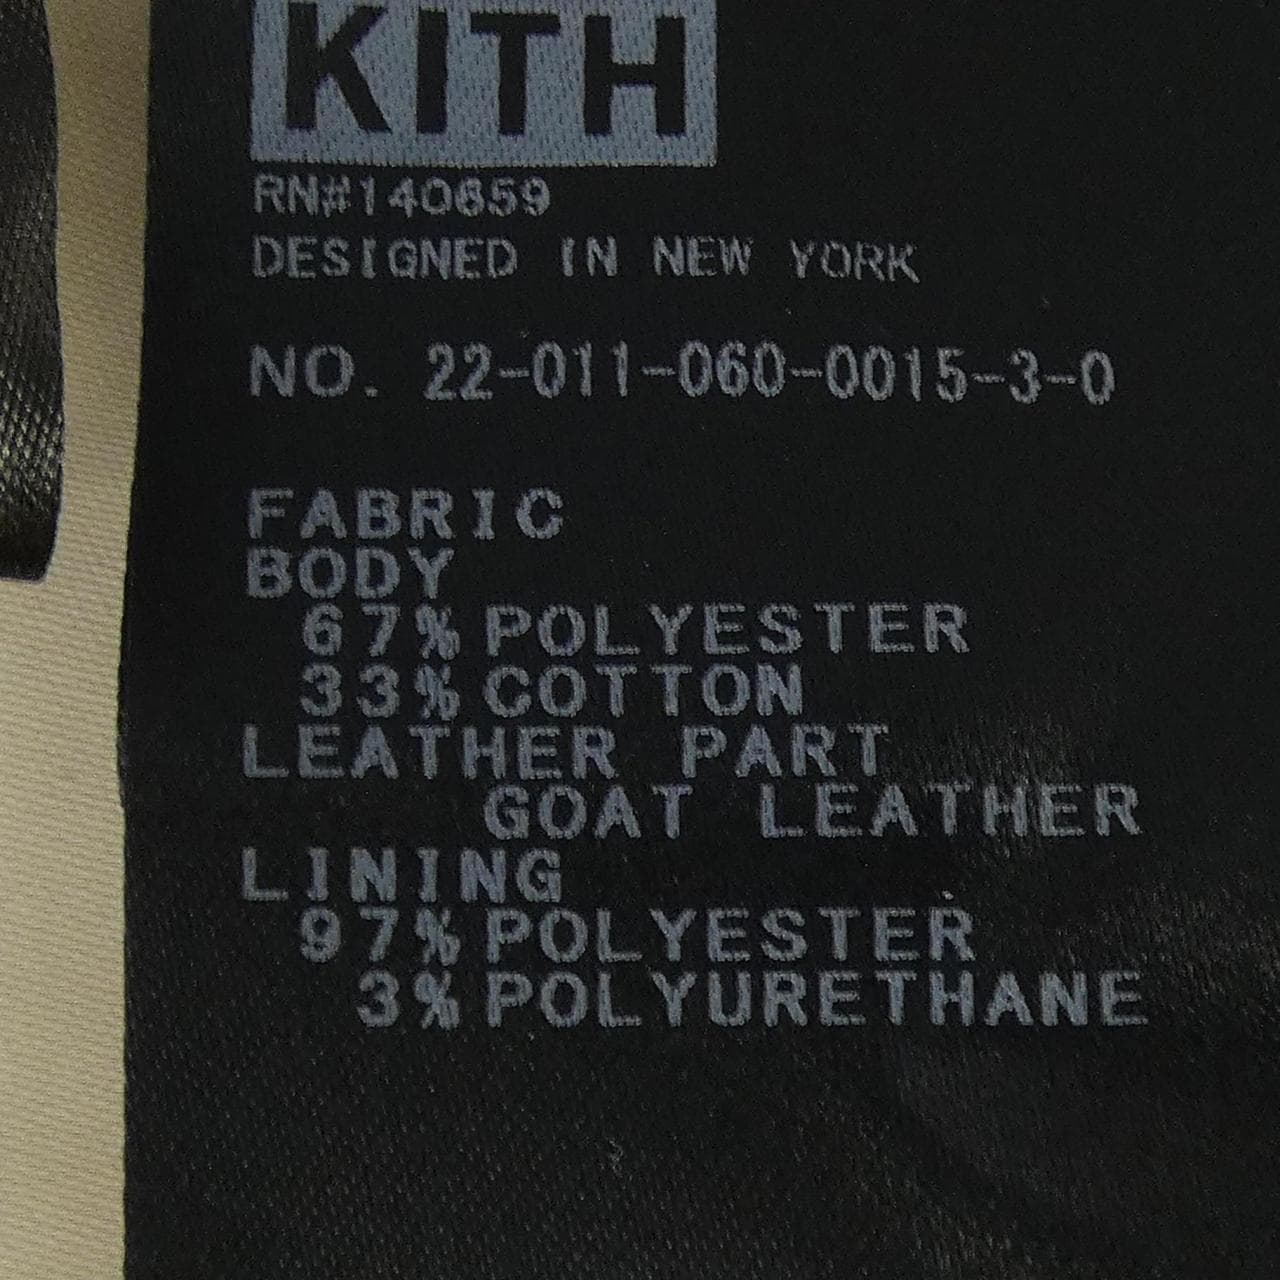 KITH
RN#140659
DESIGNED IN NEW YORK
NO. 22-011-060-0015-3-0
FABRIC
BODY
67% POLYESTER
33% COTTON
LEATHER PART
GOAT LEATHER
LINING
97% POLYESTER
3% POLYURETHANE